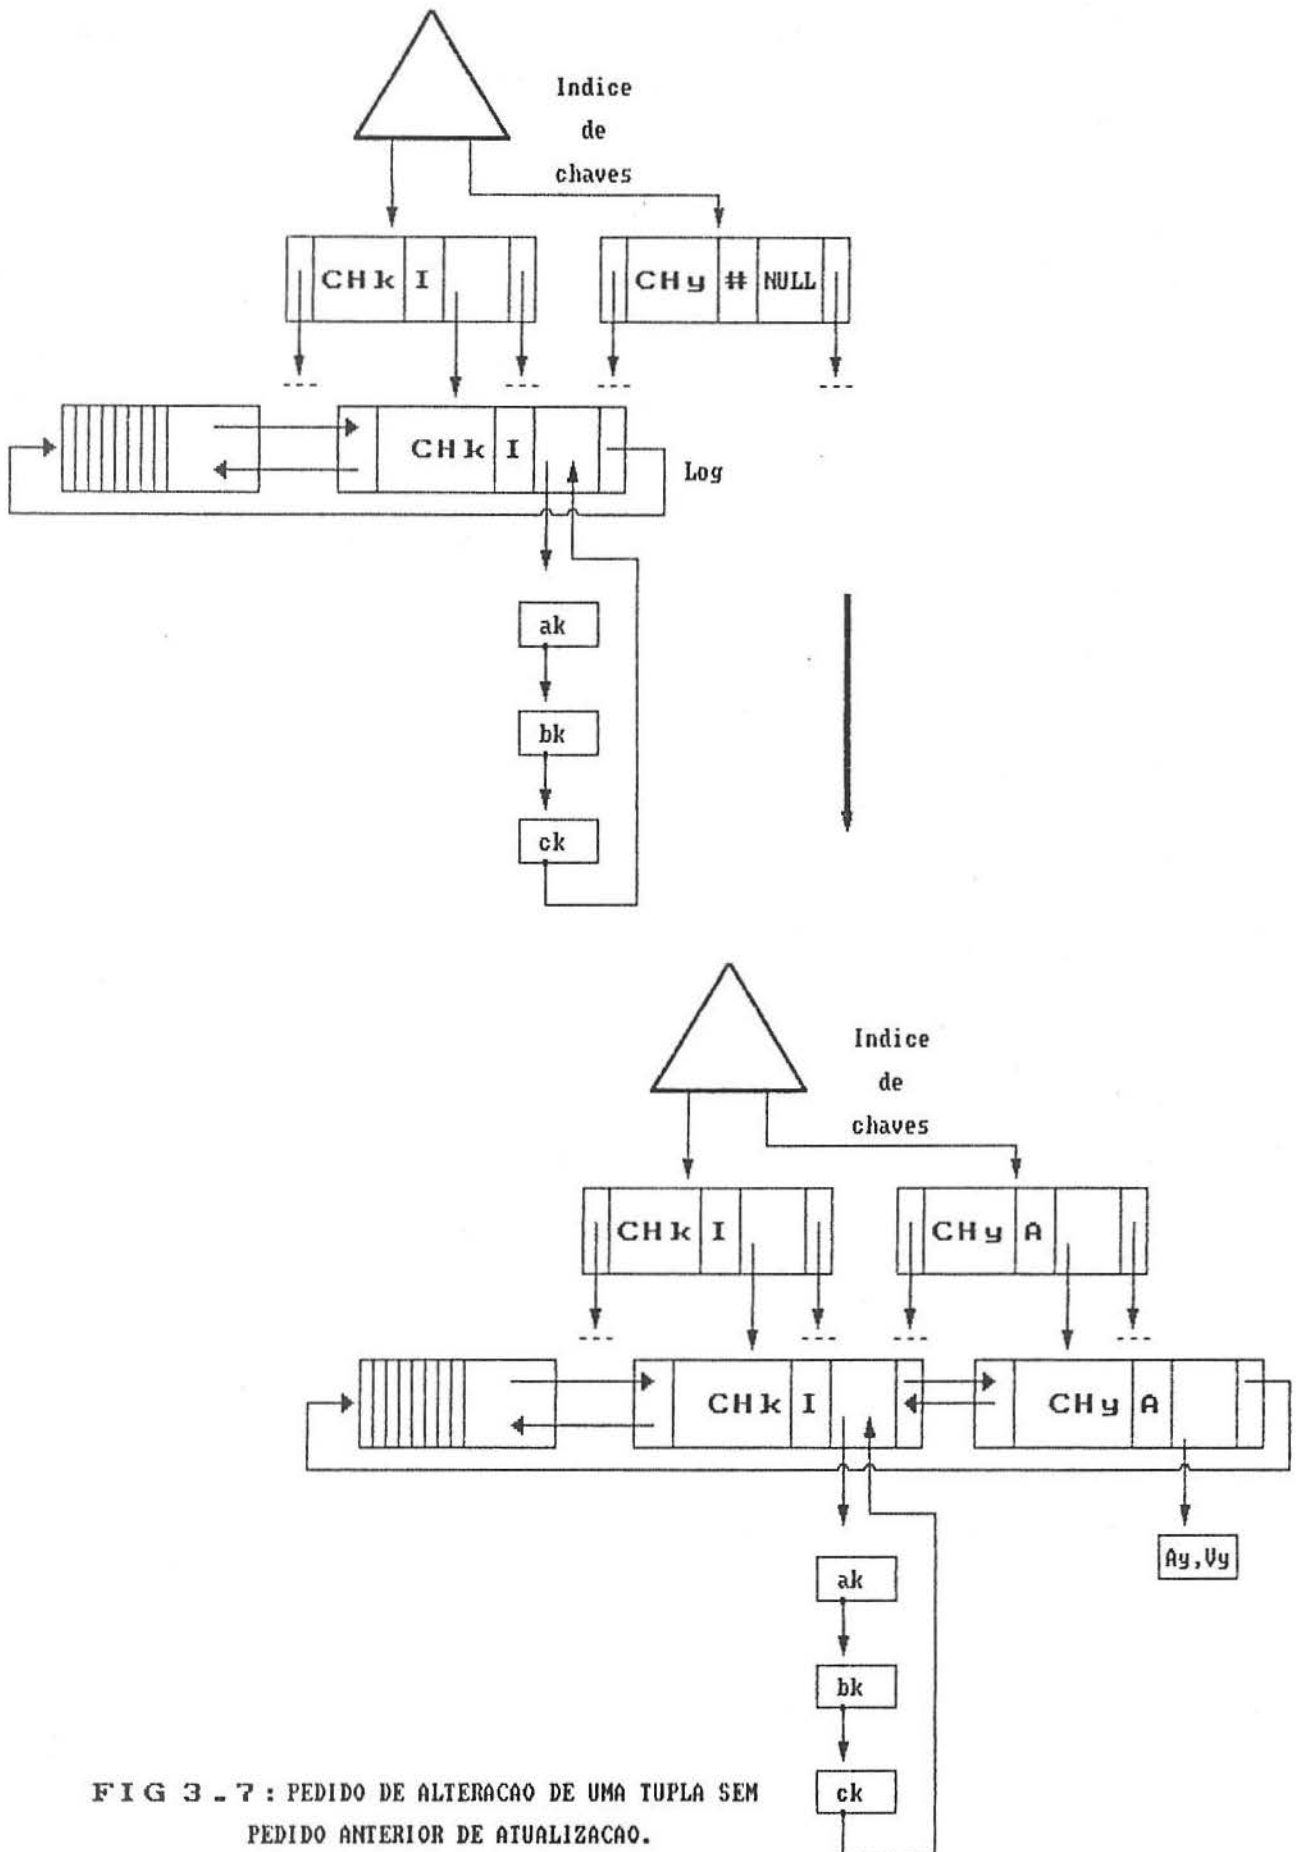 Indice
de
chaves
CHk I
CHy # NULL
CHk I
Log
ak
bk
ck
Indice
de
chaves
CHk I
CHy A
CHk I
CHy A
Ay,Vy
ak
bk
ck
FIG 3.7: PEDIDO DE ALTERACAO DE UMA TUPLA SEM
PEDIDO ANTERIOR DE ATUALIZACAO.